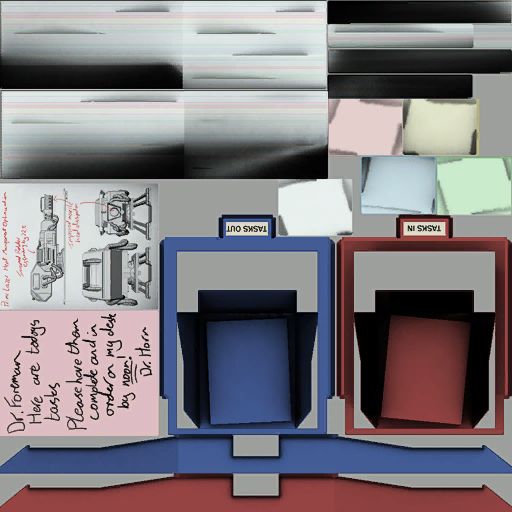 TASKS OUT
TASKS IN
Dr. Foreman
Here are todays
tasks
Please have them
complete and in
order on my desk
by noon!
Dr. Horn